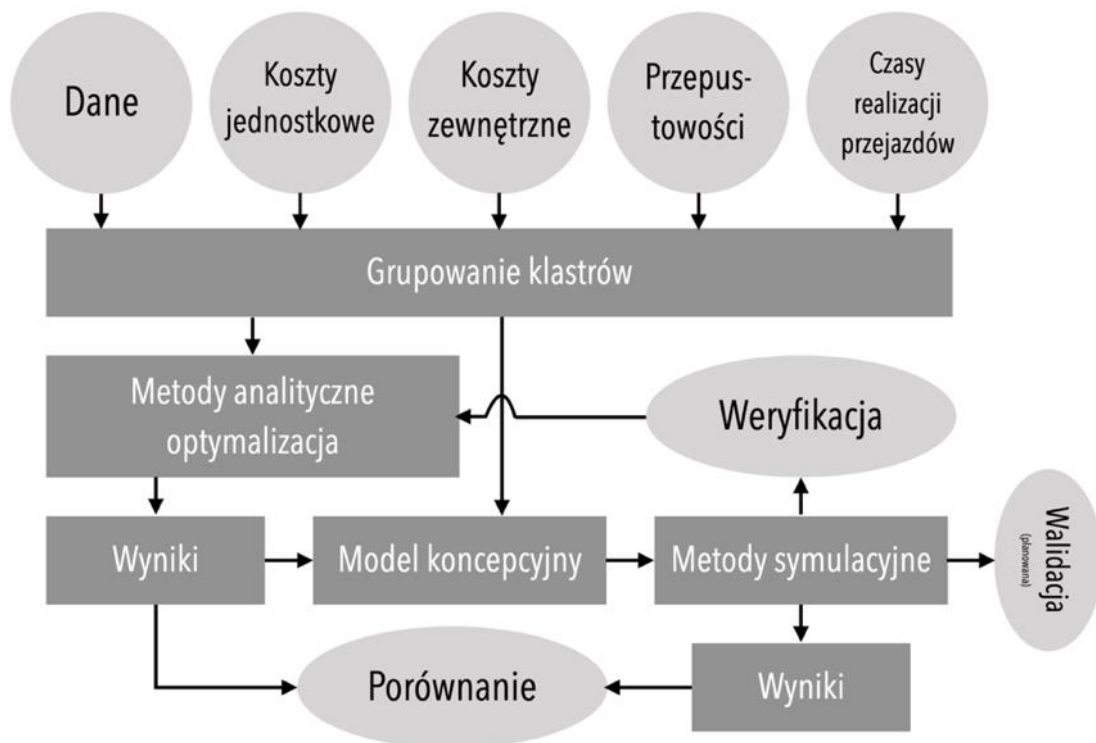 Dane
Koszty
jednostkowe
Koszty
zewnętrzne
Przepus-
towości
Czasy
realizacji
przejazdów
Grupowanie klastrów
Metody analityczne
optymalizacja
Weryfikacja
Wyniki
Model koncepcyjny
Metody symulacyjne
Walidacja
(planowana)
Porównanie
Wyniki